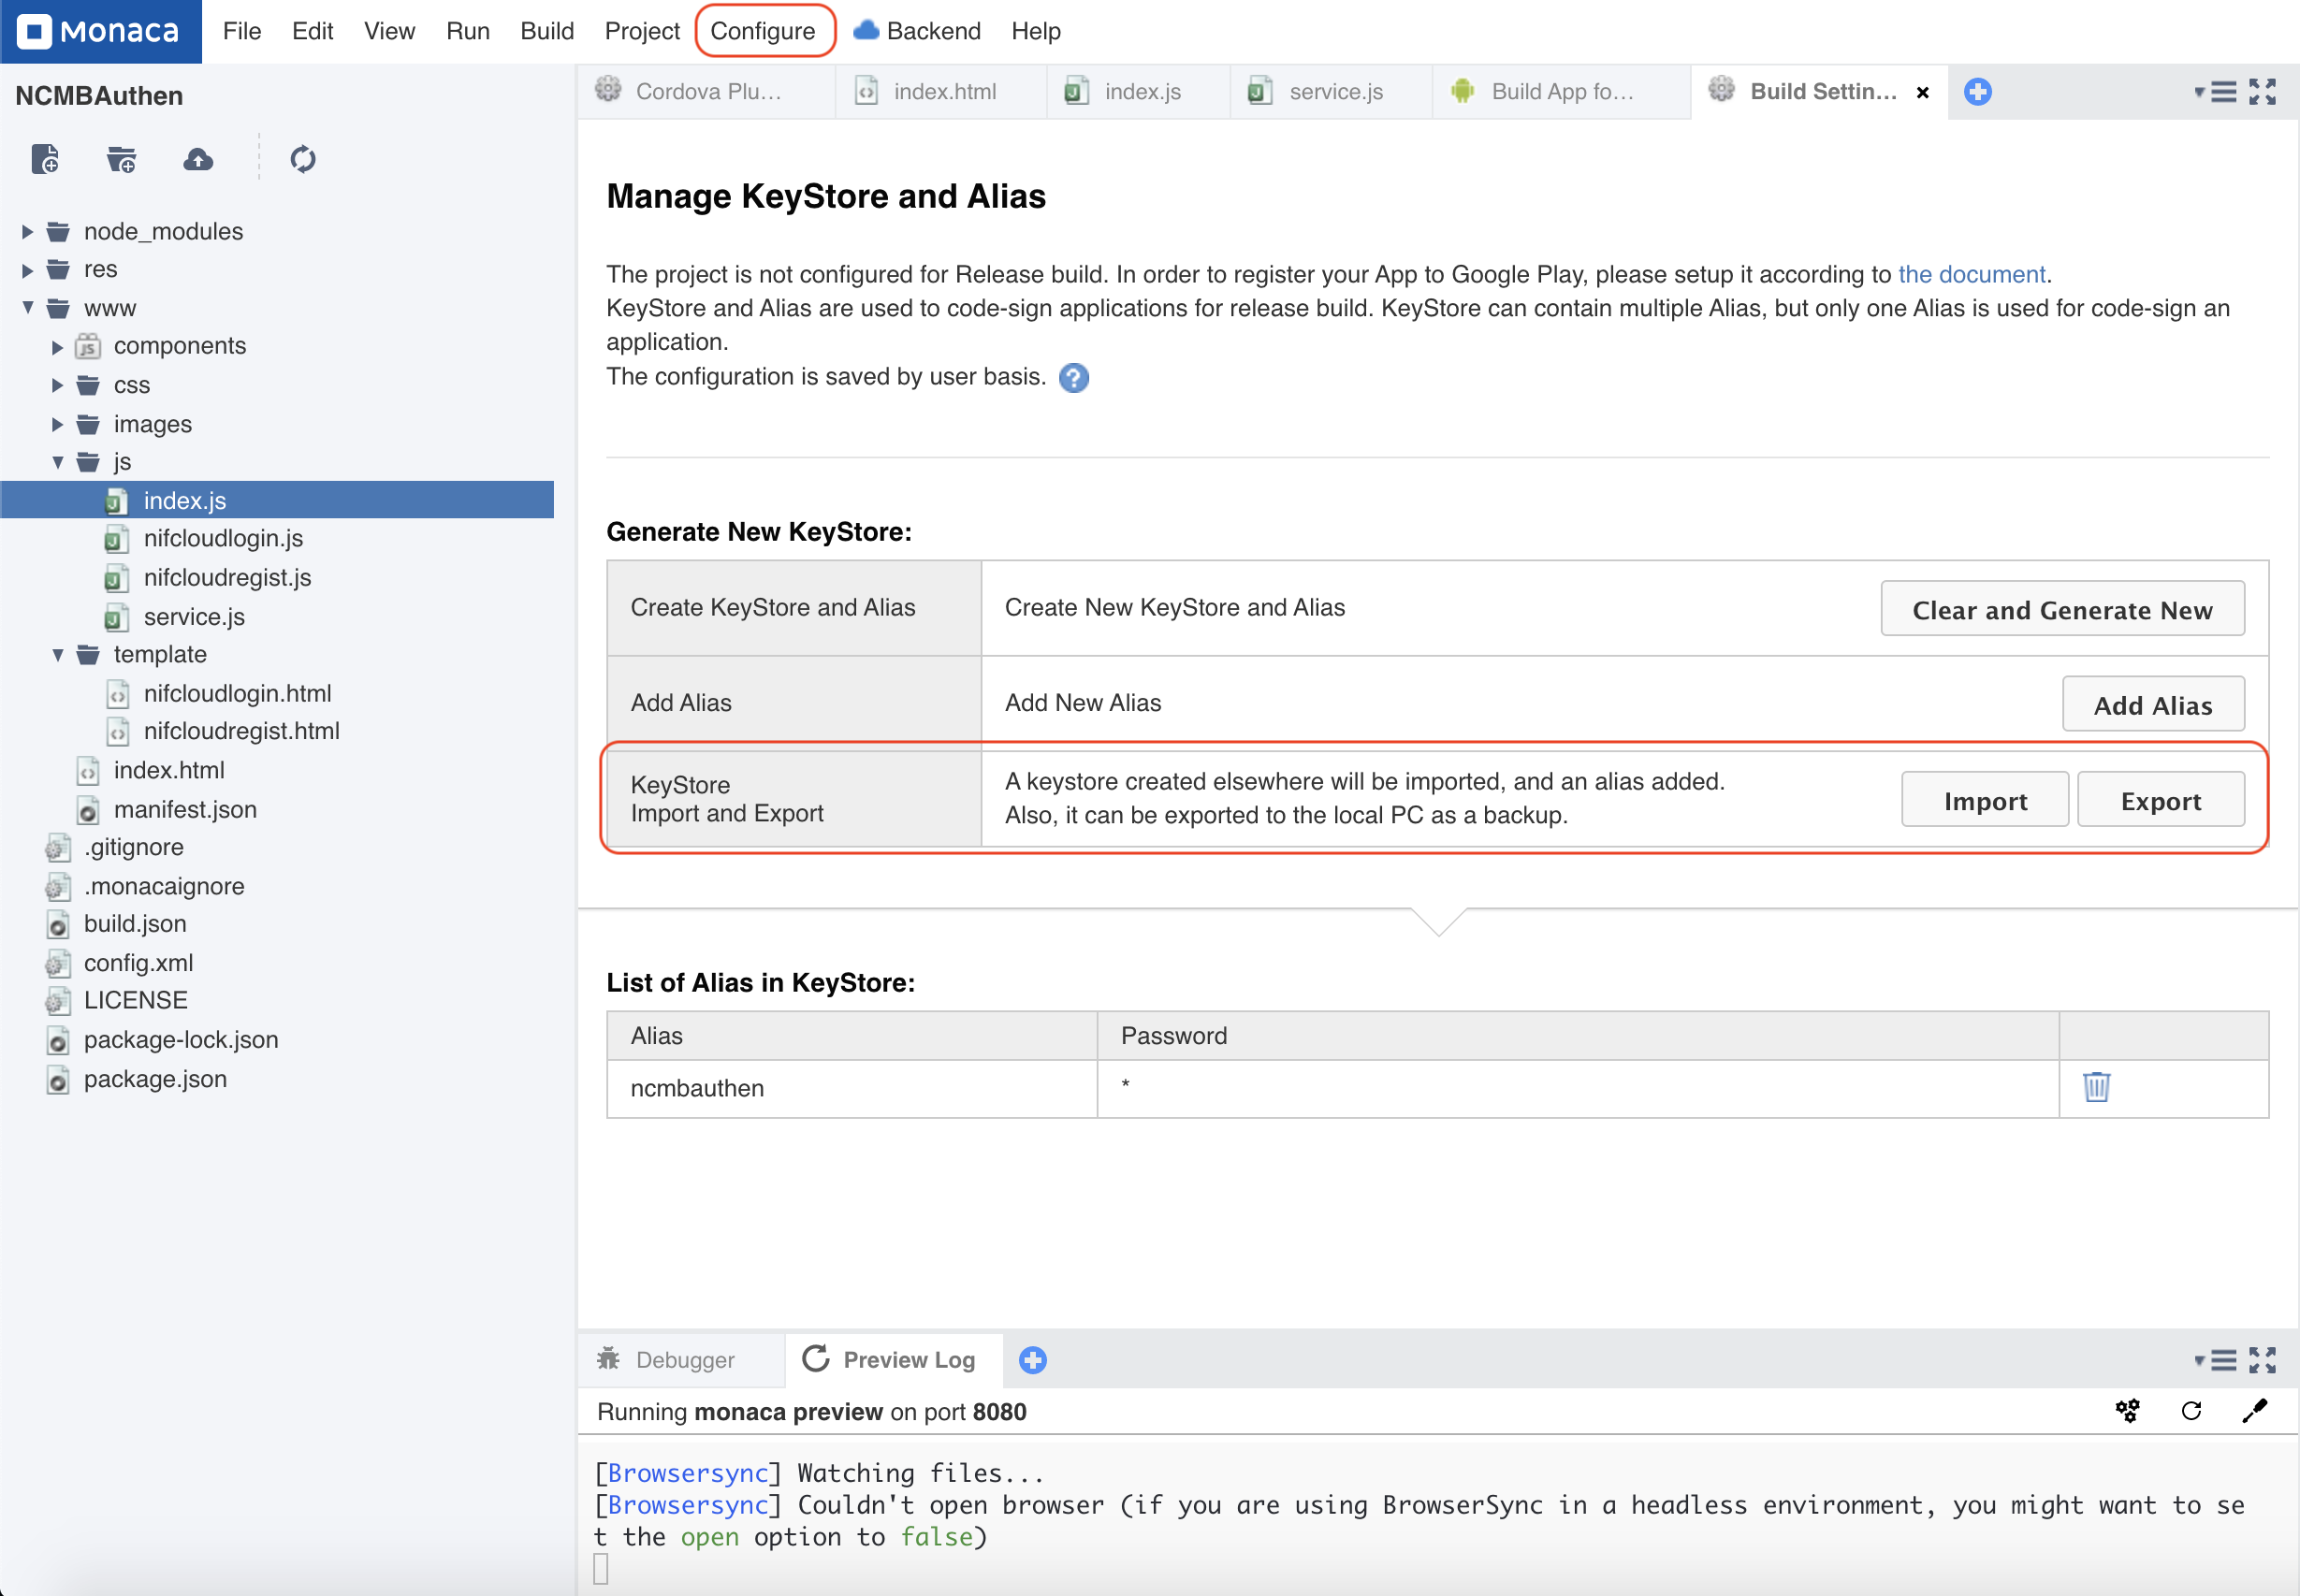 Monaca File Edit View Run Build Project Configure Backend Help
NCMBAuthen
node_modules
res
www
components
css
images
js
index.js
nifcloudlogin.js
nifcloudregist.js
service.js
template
nifcloudlogin.html
nifcloudregist.html
index.html
manifest.json
.gitignore
.monacaignore
build.json
config.xml
LICENSE
package-lock.json
package.json
Cordova Plu... index.html index.js service.js Build App fo... Build Settin...
Manage KeyStore and Alias
The project is not configured for Release build. In order to register your App to Google Play, please setup it according to the document.
KeyStore and Alias are used to code-sign applications for release build. KeyStore can contain multiple Alias, but only one Alias is used for code-sign an
application.
The configuration is saved by user basis. ?
Generate New KeyStore:
Create KeyStore and Alias Create New KeyStore and Alias Clear and Generate New
Add Alias Add New Alias Add Alias
KeyStore
Import and Export
A keystore created elsewhere will be imported, and an alias added.
Also, it can be exported to the local PC as a backup.
Import Export
List of Alias in KeyStore:
Alias Password
ncmbauthen *
Debugger Preview Log
Running monaca preview on port 8080
[Browsersync] Watching files...
[Browsersync] Couldn't open browser (if you are using BrowserSync in a headless environment, you might want to se
t the open option to false)